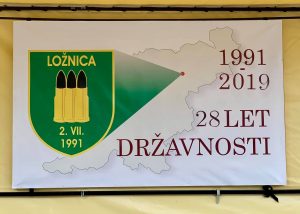 LOŽNICA
2. VII.
1991
1991
-
2019
28 LET
DRŽAVNOSTI